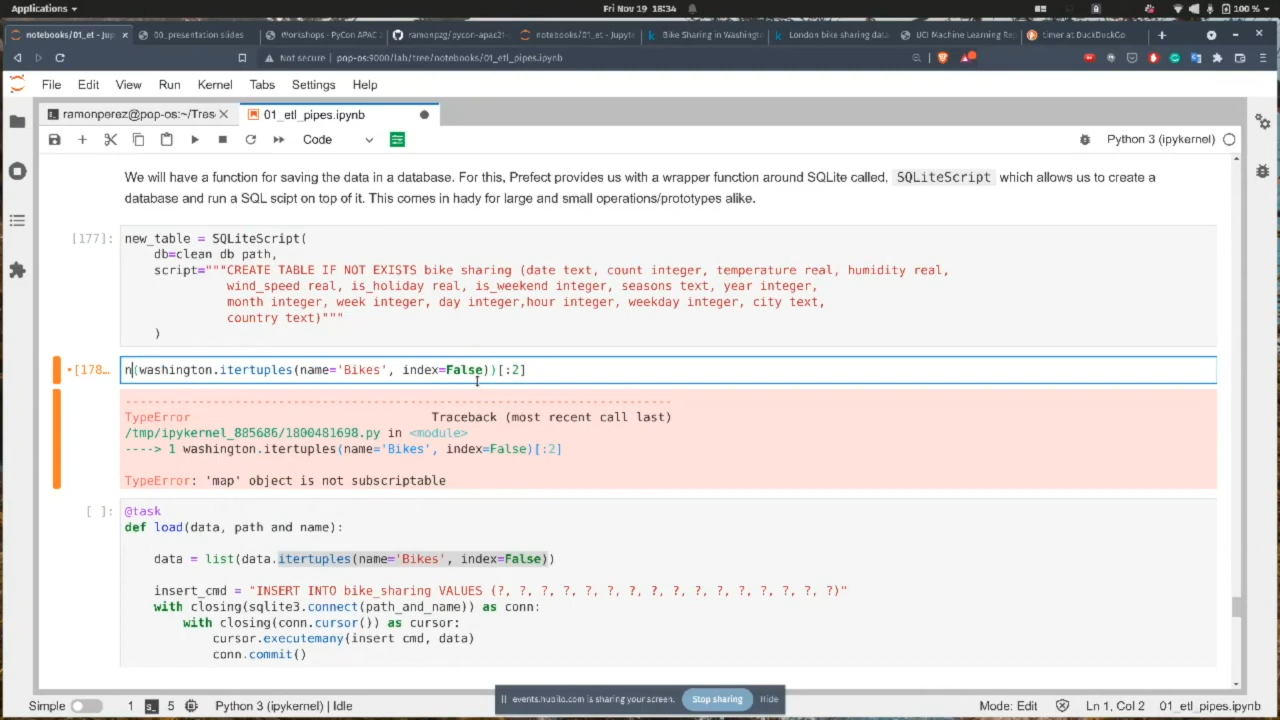 Applications
Fri Nov 19 18:34
100 %
notebooks/01_et - Jup
00_presentation slides
Workshops - PyCon APAC 2
ramonpzg/pycon-apac21-
notebooks/01_et - Jupyte
Bike Sharing in Washingto
London bike sharing data
UCI Machine Learning Rep
timer at DuckDuckGo
Not secure | pop-os:9000/lab/tree/notebooks/01_etl_pipes.ipynb
File Edit View Run Kernel Tabs Settings Help
ramonperez@pop-os:~/Tres
01_etl_pipes.ipynb
Code
Python 3 (ipykernel)
We will have a function for saving the data in a database. For this, Prefect provides us with a wrapper function around SQLite called, SQLiteScript which allows us to create a
database and run a SQL scipt on top of it. This comes in hady for large and small operations/prototypes alike.
[177]: new_table = SQLiteScript(
db=clean_db_path,
script="""CREATE TABLE IF NOT EXISTS bike_sharing (date text, count integer, temperature real, humidity real,
wind_speed real, is_holiday real, is_weekend integer, seasons text, year integer,
month integer, week integer, day integer,hour integer, weekday integer, city text,
country text)"""
)
•[178… n(washington.itertuples(name='Bikes', index=False))[:2]
---------------------------------------------------------------------------
TypeError Traceback (most recent call last)
/tmp/ipykernel_885686/1800481698.py in <module>
----> 1 washington.itertuples(name='Bikes', index=False)[:2]
TypeError: 'map' object is not subscriptable
[ ]: @task
def load(data, path_and_name):
data = list(data.itertuples(name='Bikes', index=False))
insert_cmd = "INSERT INTO bike_sharing VALUES (?, ?, ?, ?, ?, ?, ?, ?, ?, ?, ?, ?, ?, ?, ?, ?)"
with closing(sqlite3.connect(path_and_name)) as conn:
with closing(conn.cursor()) as cursor:
cursor.executemany(insert_cmd, data)
conn.commit()
events.hubilo.com is sharing your screen.
Stop sharing
Hide
Simple
1
5
Python 3 (ipykernel) | Idle
Mode: Edit
Ln 1, Col 2
01_etl_pipes.ipynb